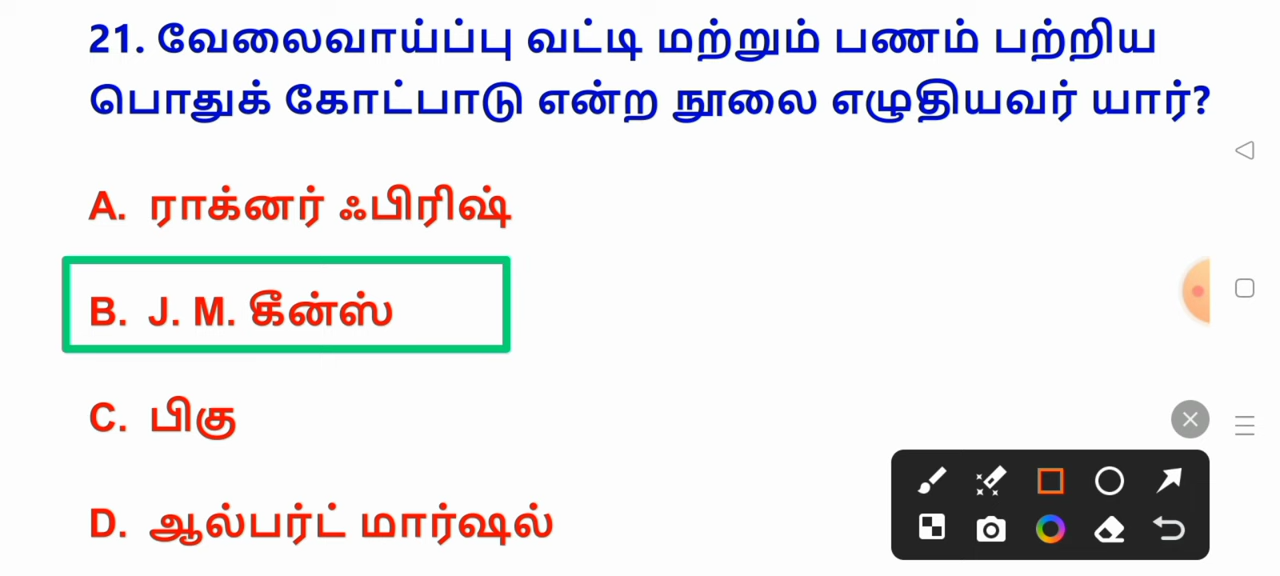 21. வேலைவாய்ப்பு வட்டி மற்றும் பணம் பற்றிய
பொதுக் கோட்பாடு என்ற நூலை எழுதியவர் யார்?
A. ராக்னர் ஃபிரிஷ்
B. J. M. கீன்ஸ்
C. பிகு
D. ஆல்பர்ட் மார்ஷல்